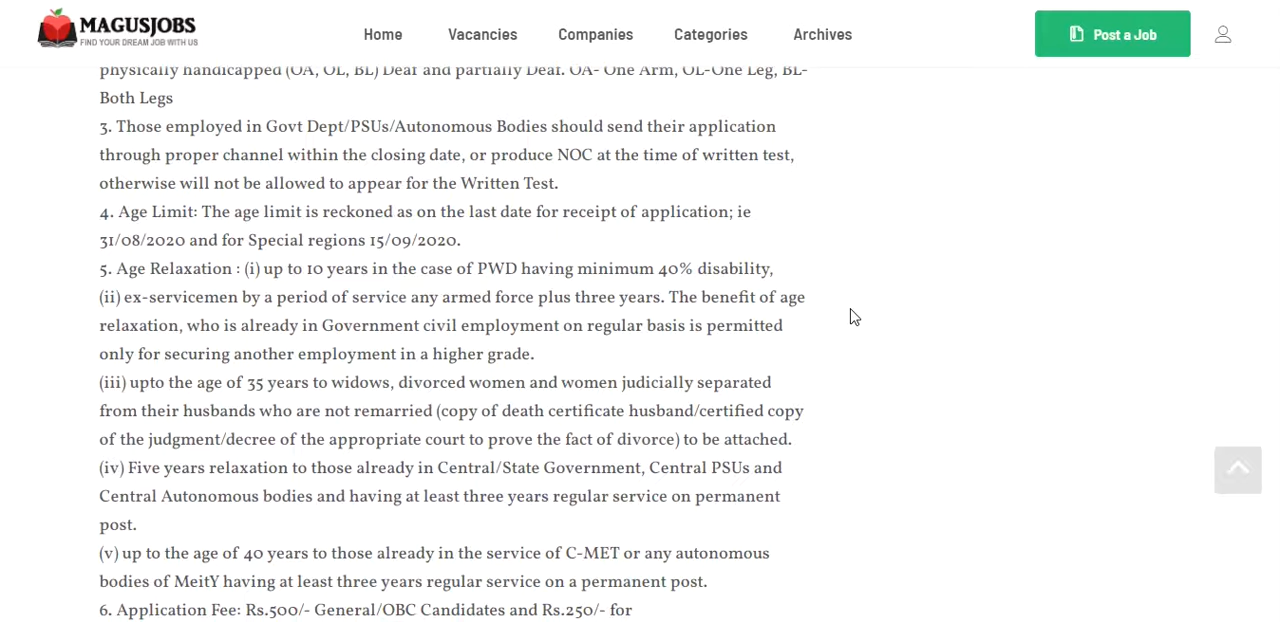 MAGUSJOBS
FIND YOUR DREAM JOB WITH US
Home Vacancies Companies Categories Archives
Post a Job
physically handicapped (OA, OL, BL) Deaf and partially Deaf. OA- One Arm, OL-One Leg, BL-
Both Legs
3. Those employed in Govt Dept/PSUs/Autonomous Bodies should send their application
through proper channel within the closing date, or produce NOC at the time of written test,
otherwise will not be allowed to appear for the Written Test.
4. Age Limit: The age limit is reckoned as on the last date for receipt of application; ie
31/08/2020 and for Special regions 15/09/2020.
5. Age Relaxation : (i) up to 10 years in the case of PWD having minimum 40% disability,
(ii) ex-servicemen by a period of service any armed force plus three years. The benefit of age
relaxation, who is already in Government civil employment on regular basis is permitted
only for securing another employment in a higher grade.
(iii) upto the age of 35 years to widows, divorced women and women judicially separated
from their husbands who are not remarried (copy of death certificate husband/certified copy
of the judgment/decree of the appropriate court to prove the fact of divorce) to be attached.
(iv) Five years relaxation to those already in Central/State Government, Central PSUs and
Central Autonomous bodies and having at least three years regular service on permanent
post.
(v) up to the age of 40 years to those already in the service of C-MET or any autonomous
bodies of MeitY having at least three years regular service on a permanent post.
6. Application Fee: Rs.500/- General/OBC Candidates and Rs.250/- for